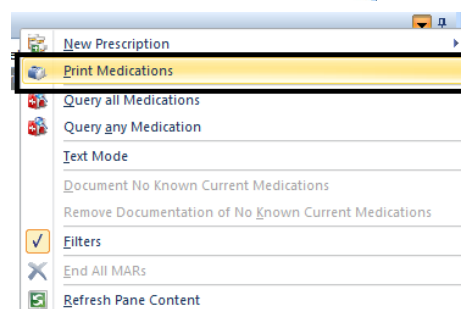 New Prescription
Print Medications
Query all Medications
Query any Medication
Text Mode
Document No Known Current Medications
Remove Documentation of No Known Current Medications
Filters
End All MARs
Refresh Pane Content